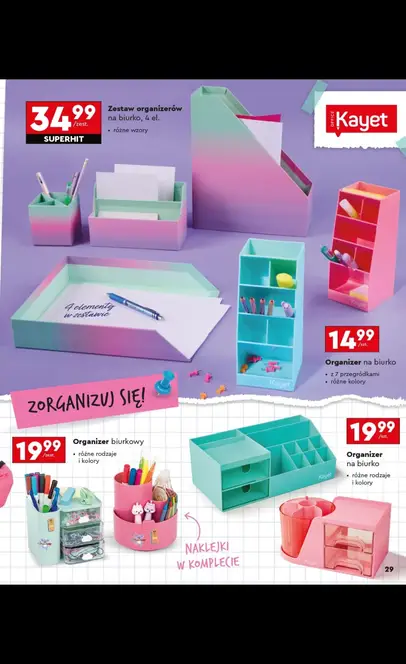 34.99
/zest.
SUPERHIT
Zestaw organizerów
na biurko, 4 el.
• różne wzory
OFFICE
Kayet
4 elementy
w zestawie
Kayet
14.99
/szt.
Organizer na biurko
• z 7 przegródkami
• różne kolory
ZORGANIZUJ SIĘ!
19.99
/szt.
Organizer biurkowy
• różne rodzaje
i kolory
19.99
/szt.
Organizer
na biurko
• różne rodzaje
i kolory
NAKLEJKI
W KOMPLECIE
29